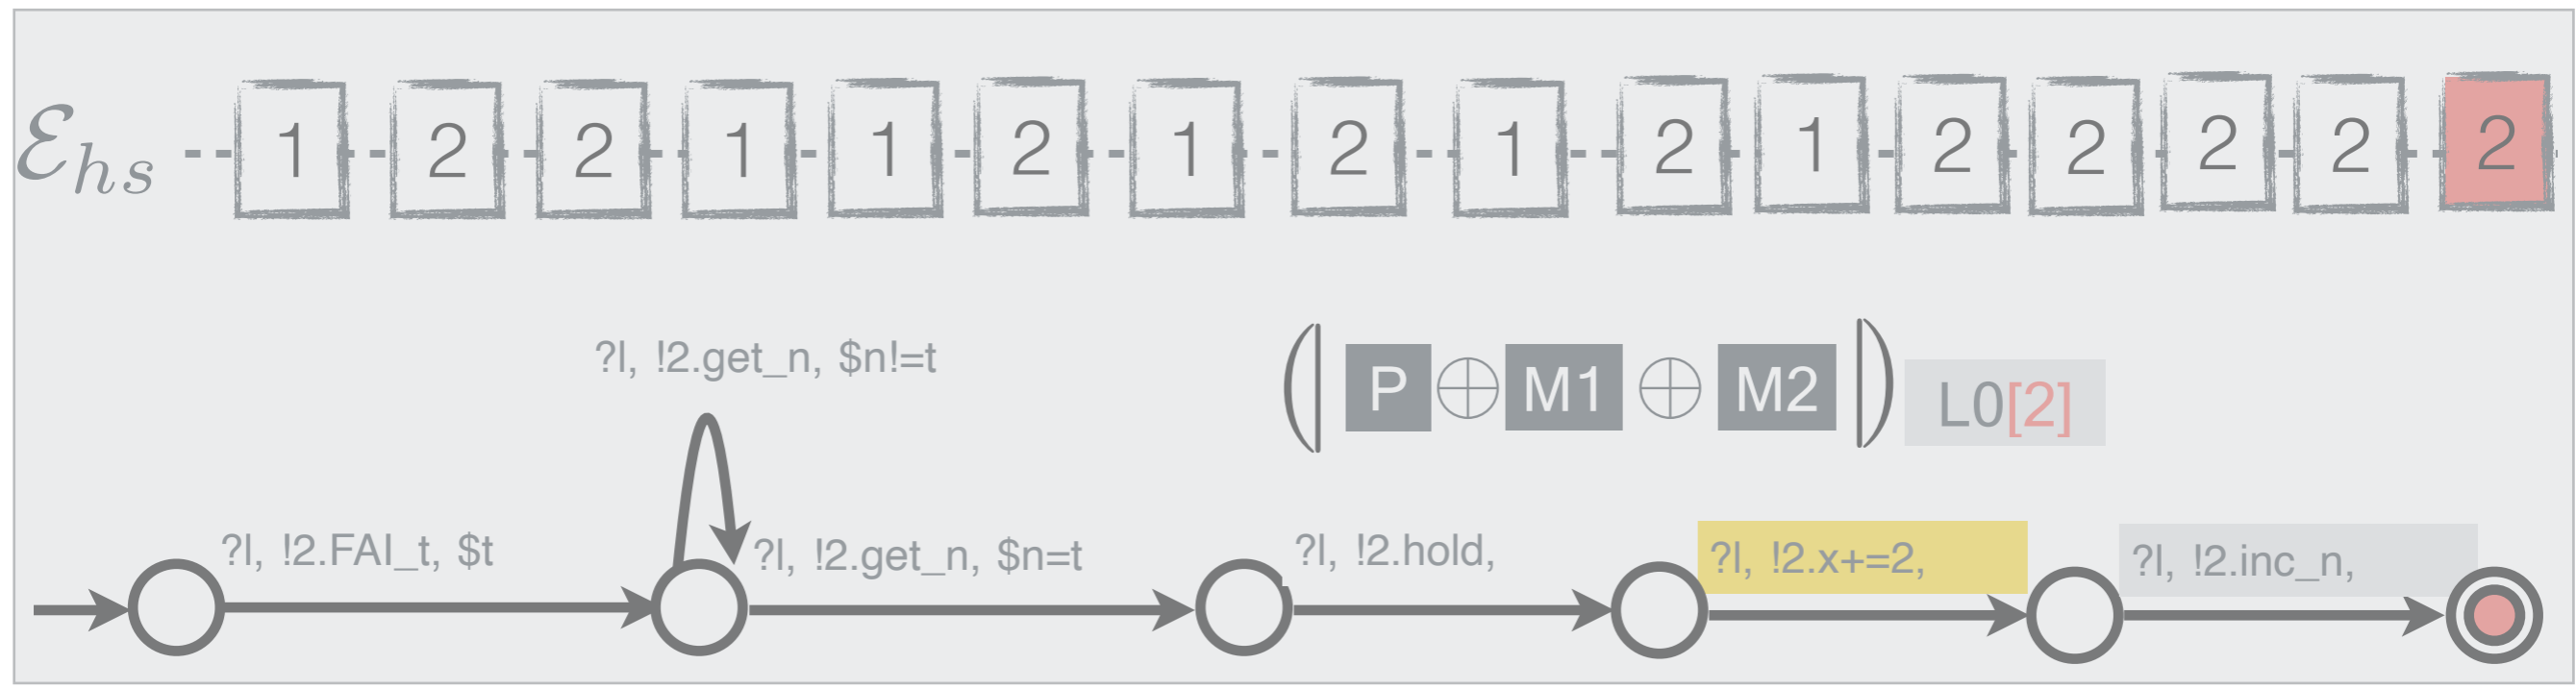 ℰhs 1 2 2 1 1 2 1 2 1 2 1 2 2 2 2 2
?l, !2.get_n, $n!=t
(| P ⊕ M1 ⊕ M2 |) L0[2]
?l, !2.FAI_t, $t ?l, !2.get_n, $n=t ?l, !2.hold, ?l, !2.x+=2, ?l, !2.inc_n,